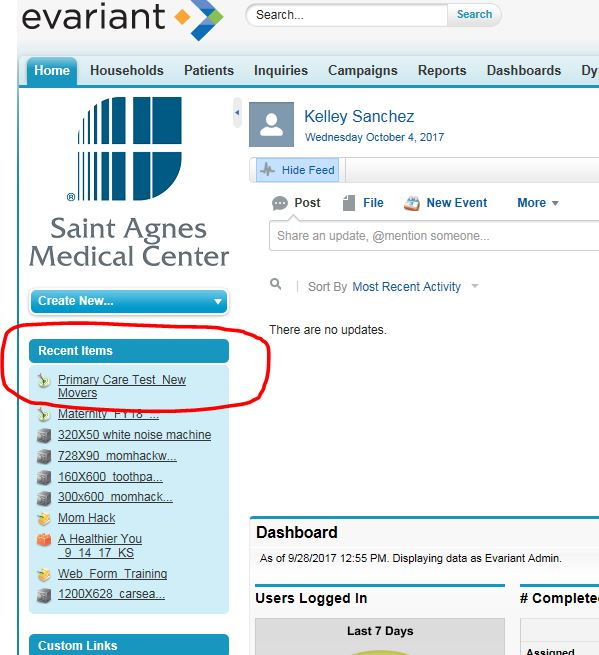 evariant
Search...
Search
Home
Households
Patients
Inquiries
Campaigns
Reports
Dashboards
Dy
®
Saint Agnes
Medical Center
Kelley Sanchez
Wednesday October 4, 2017
Hide Feed
Post
File
New Event
More
Share an update, @mention someone...
Sort By Most Recent Activity
There are no updates.
Create New...
Recent Items
Primary Care Test_New
Movers
Maternity_FY18_...
320X50 white noise machine
728X90_momhackw...
160X600_toothpa...
300x600_momhack...
Mom Hack
A Healthier You
_9_14_17_KS
Web_Form_Training
1200X628_carsea...
Custom Links
Dashboard
As of 9/28/2017 12:55 PM. Displaying data as Evariant Admin.
Users Logged In
Last 7 Days
# Complete
Assigned